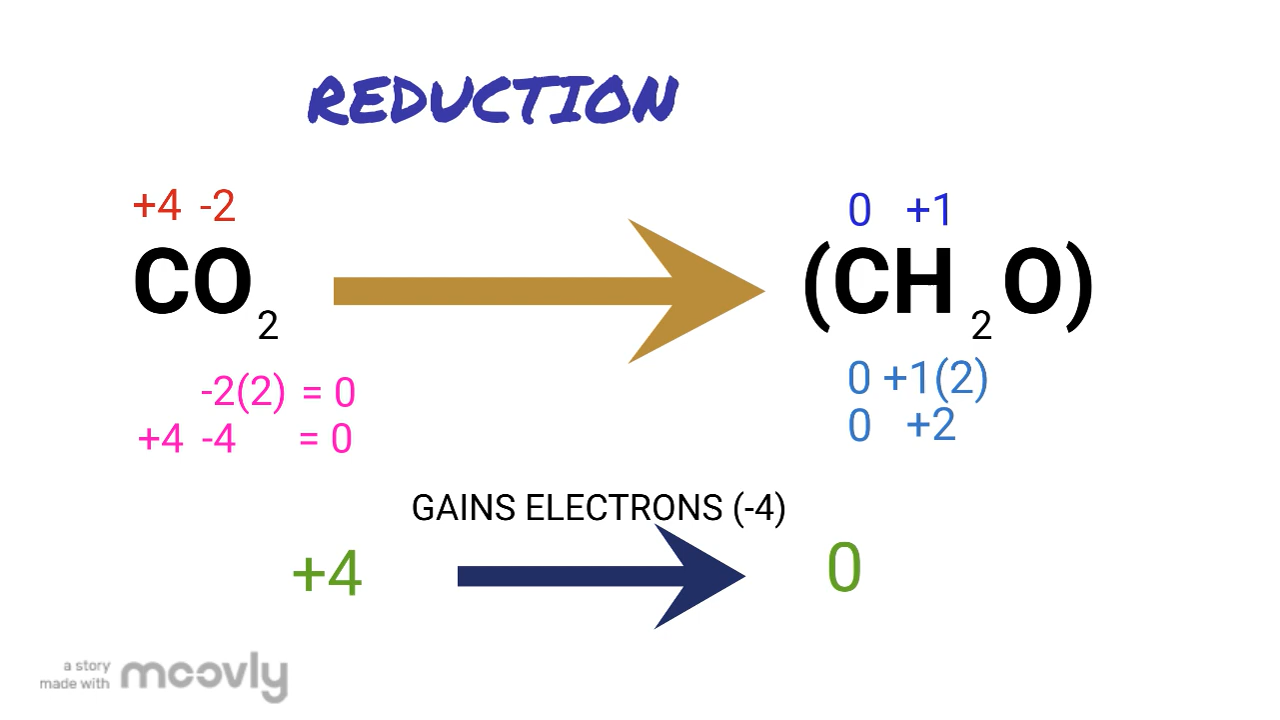 REDUCTION
+4 -2
0 +1
CO2
(CH2O)
-2(2) = 0
+4 -4 = 0
0 +1(2)
0 +2
GAINS ELECTRONS (-4)
+4
0
a story
made with
moovly